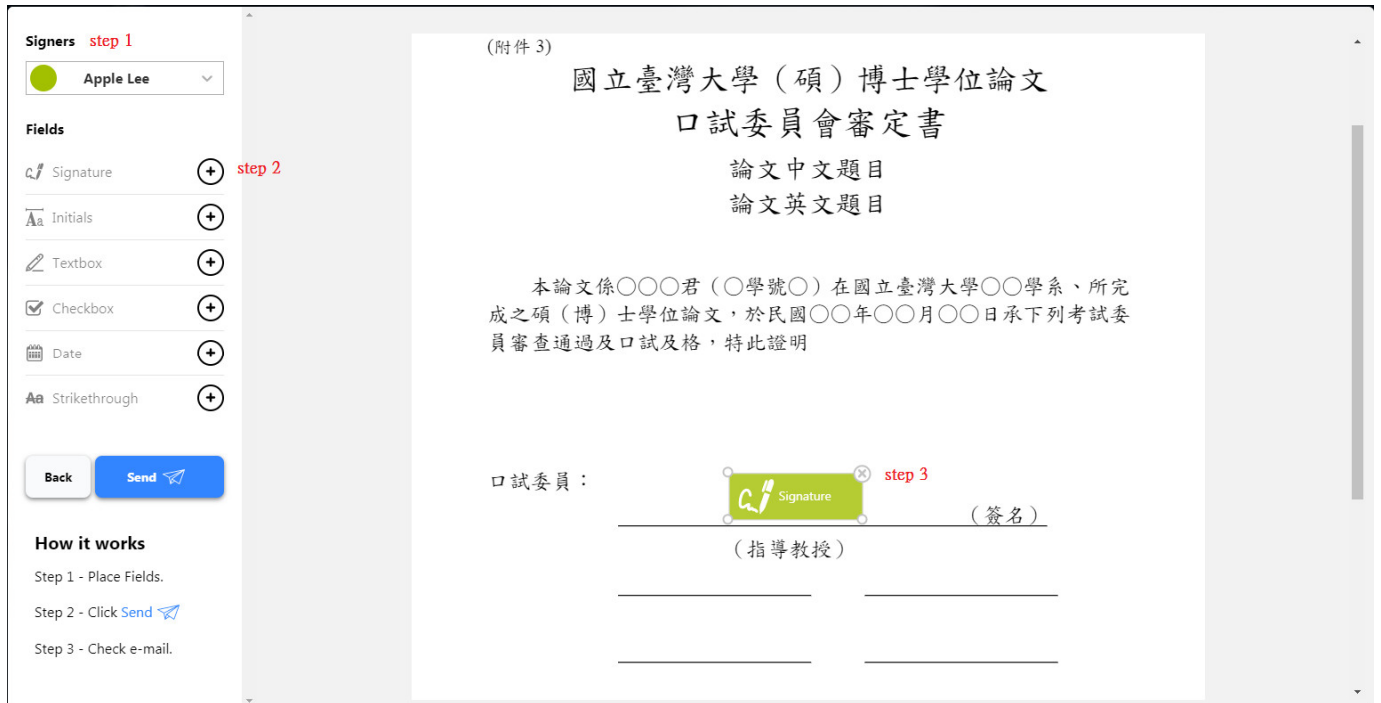 Signers step 1
Apple Lee
Fields
Signature step 2
Initials
Textbox
Checkbox
Date
Strikethrough
Back Send
How it works
Step 1 - Place Fields.
Step 2 - Click Send
Step 3 - Check e-mail.
(附件 3)
國立臺灣大學（碩）博士學位論文
口試委員會審定書
論文中文題目
論文英文題目
本論文係○○○君（○學號○）在國立臺灣大學○○學系、所完
成之碩（博）士學位論文，於民國○○年○○月○○日承下列考試委
員審查通過及口試及格，特此證明
口試委員： Signature step 3
（簽名）
（指導教授）